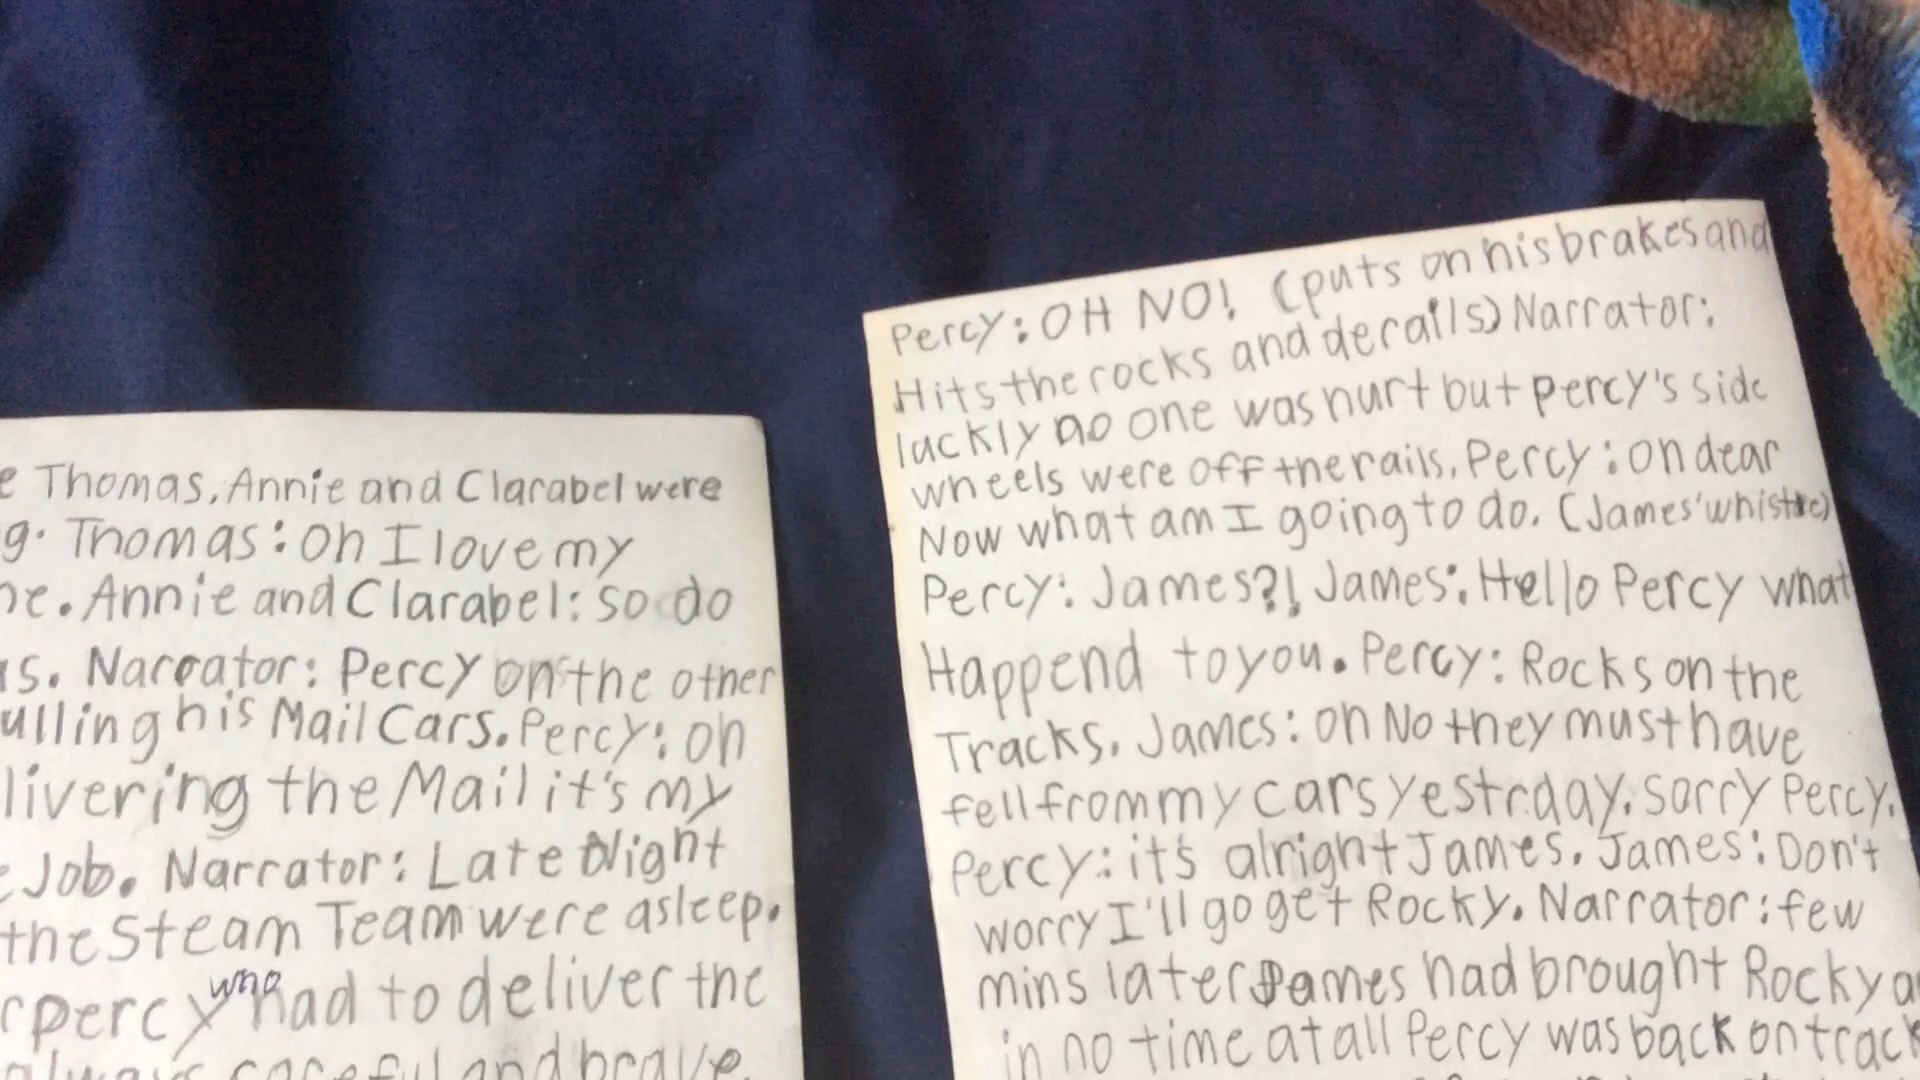 Thomas, Annie and Clarabel were
g. Thomas: Oh I love my
Annie and Clarabel: So do
Narrator: Percy on the other
his Mail Cars. Percy: Oh
the Mail it's my
Job. Narrator: Late Night
the Steam Team were asleep.
who
Percy had to deliver the
careful and brave.
Percy: OH NO! (puts on his brakes and
Hits the rocks and derails) Narrator:
luckly no one was hurt but Percy's side
wheels were off the rails. Percy: Oh dear
Now what am I going to do. (James' whistle)
Percy: James?! James: Hello Percy what
Happend to you. Percy: Rocks on the
Tracks. James: Oh No they must have
fell from my cars yestrday. Sorry Percy.
Percy: it's alright James. James: Don't
worry I'll go get Rocky. Narrator: few
mins later James had brought Rocky
in no time at all Percy was back on track